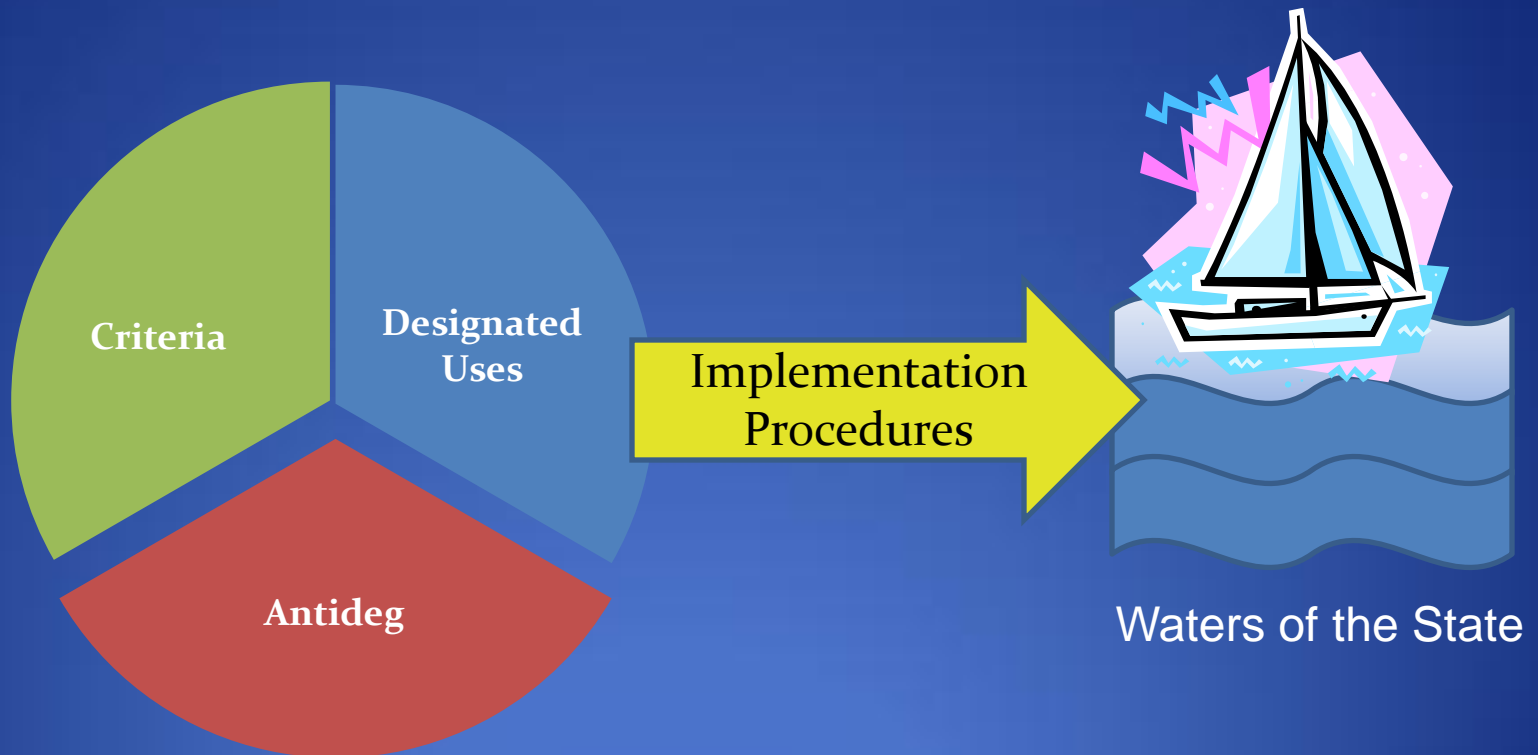 Criteria
Designated
Uses
Antideg
Implementation
Procedures
Waters of the State